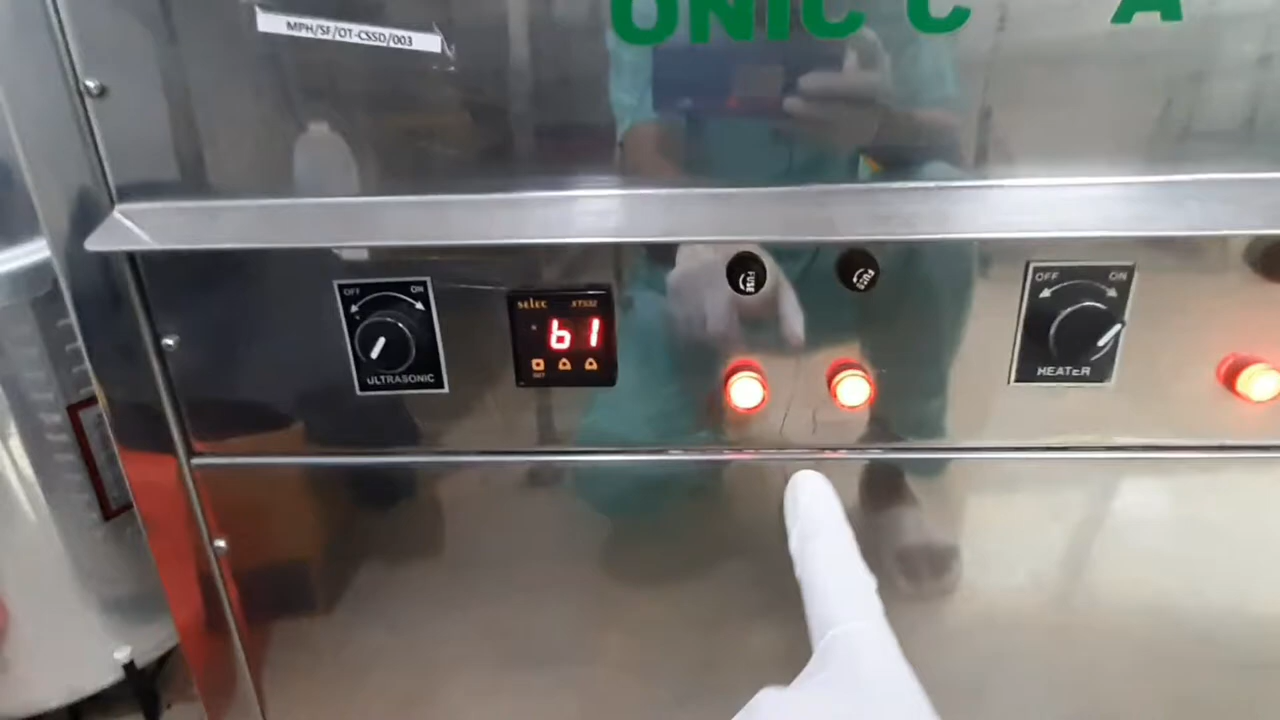 MPH/SF/OT-CSSD/003
ONIC C A
OFF ON
ULTRASONIC
selec XT532
61
SET
FUSE
FUSE
OFF ON
HEATER